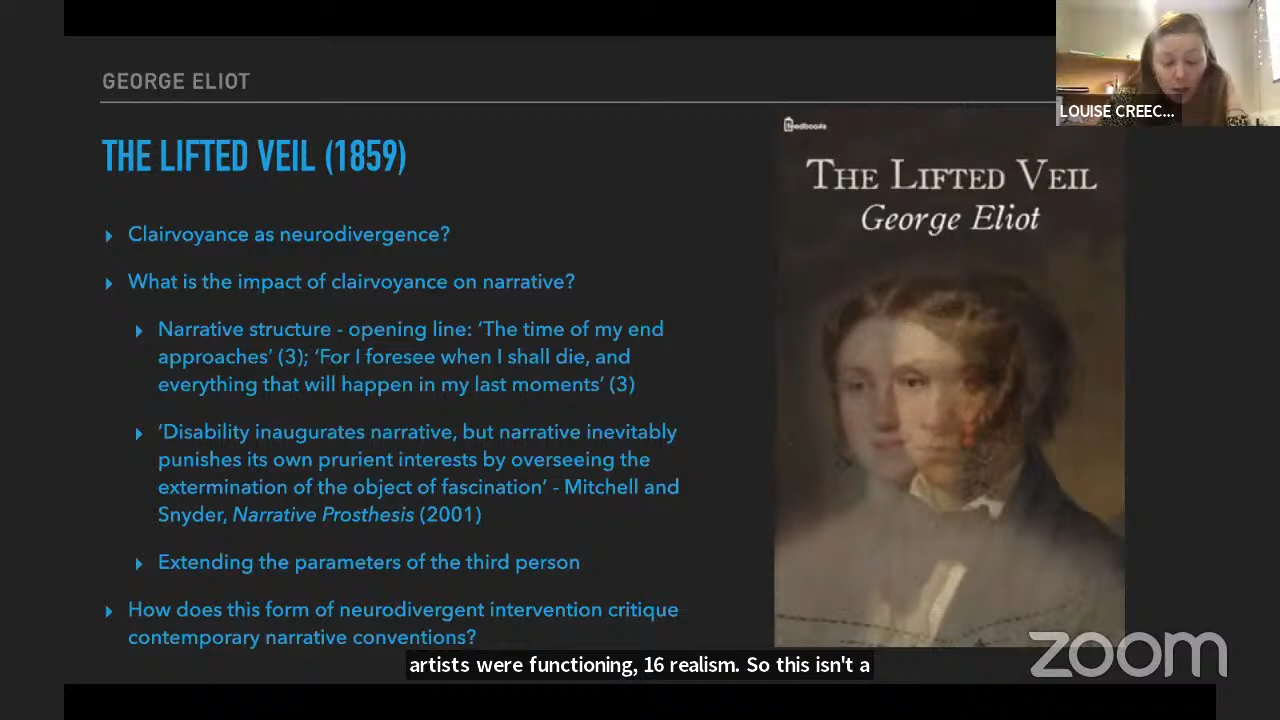 GEORGE ELIOT
LOUISE CREEC...
THE LIFTED VEIL (1859)
feedbooks
THE LIFTED VEIL
George Eliot
Clairvoyance as neurodivergence?
What is the impact of clairvoyance on narrative?
Narrative structure - opening line: ‘The time of my end
approaches’ (3); ‘For I foresee when I shall die, and
everything that will happen in my last moments’ (3)
‘Disability inaugurates narrative, but narrative inevitably
punishes its own prurient interests by overseeing the
extermination of the object of fascination’ - Mitchell and
Snyder, Narrative Prosthesis (2001)
Extending the parameters of the third person
How does this form of neurodivergent intervention critique
contemporary narrative conventions?
artists were functioning, 16 realism. So this isn't a
zoom